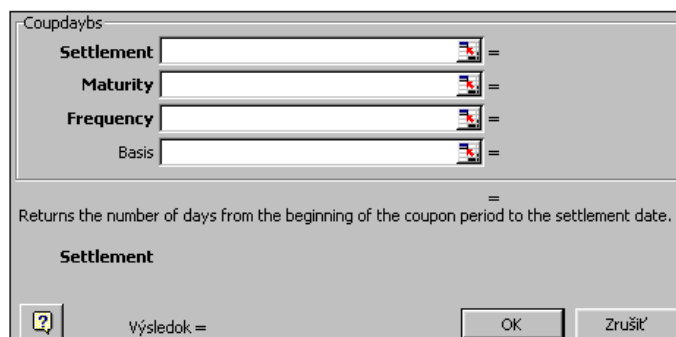 Coupdaybs
Settlement =
Maturity =
Frequency =
Basis =
=
Returns the number of days from the beginning of the coupon period to the settlement date.
Settlement
? Výsledok = OK Zrušiť